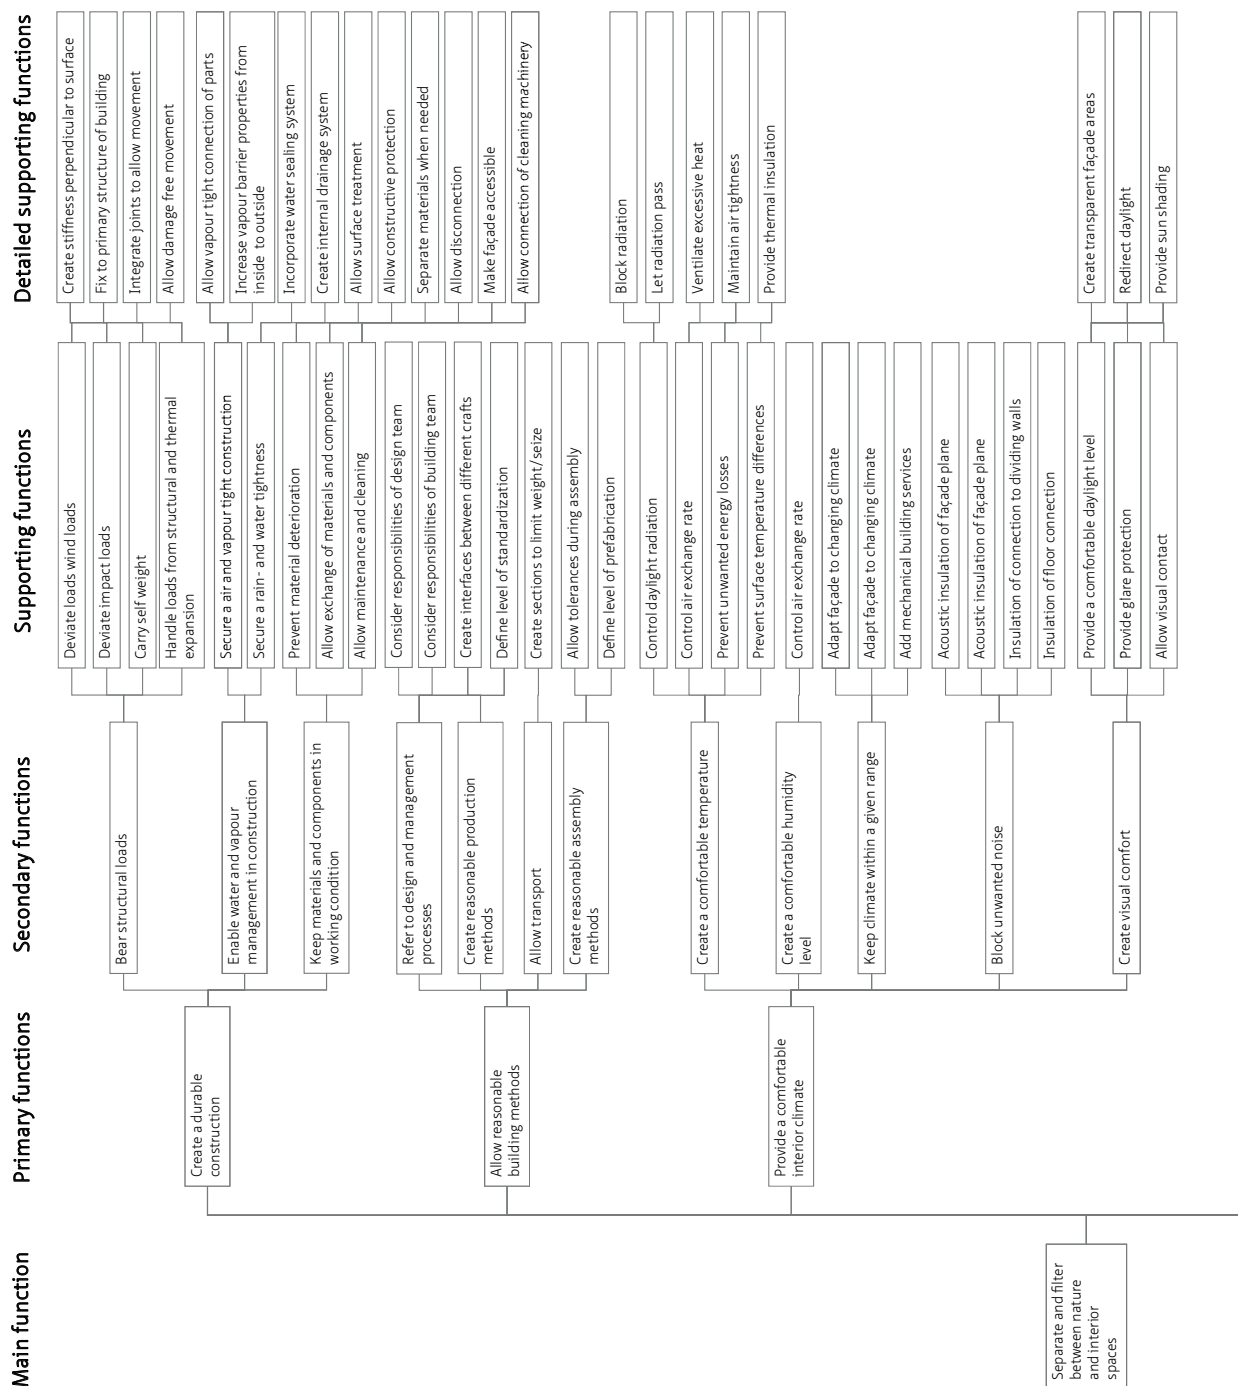 Main function
Primary functions
Secondary functions
Supporting functions
Detailed supporting functions
Separate and filter
between nature
and interior
spaces
Create a durable
construction
Allow reasonable
building methods
Provide a comfortable
interior climate
Bear structural loads
Enable water and vapour
management in construction
Keep materials and components in
working condition
Refer to design and management
processes
Create reasonable production
methods
Allow transport
Create reasonable assembly
methods
Create a comfortable temperature
Create a comfortable humidity
level
Keep climate within a given range
Block unwanted noise
Create visual comfort
Deviate loads wind loads
Deviate impact loads
Carry self weight
Handle loads from structural and thermal
expansion
Secure a air and vapour tight construction
Secure a rain- and water tightness
Prevent material deterioration
Allow exchange of materials and components
Allow maintenance and cleaning
Consider responsibilities of design team
Consider responsibilities of building team
Create interfaces between different crafts
Define level of standardization
Create sections to limit weight/seize
Allow tolerances during assembly
Define level of prefabrication
Control daylight radiation
Control air exchange rate
Prevent unwanted energy losses
Prevent surface temperature differences
Control air exchange rate
Adapt façade to changing climate
Adapt façade to changing climate
Add mechanical building services
Acoustic insulation of façade plane
Acoustic insulation of façade plane
Insulation of connection to dividing walls
Insulation of floor connection
Provide a comfortable daylight level
Provide glare protection
Allow visual contact
Create stiffness perpendicular to surface
Fix to primary structure of building
Integrate joints to allow movement
Allow damage free movement
Allow vapour tight connection of parts
Increase vapour barrier properties from
inside to outside
Incorporate water sealing system
Create internal drainage system
Allow surface treatment
Allow constructive protection
Separate materials when needed
Allow disconnection
Make façade accessible
Allow connection of cleaning machinery
Block radiation
Let radiation pass
Ventilate excessive heat
Maintain air tightness
Provide thermal insulation
Create transparent façade areas
Redirect daylight
Provide sun shading